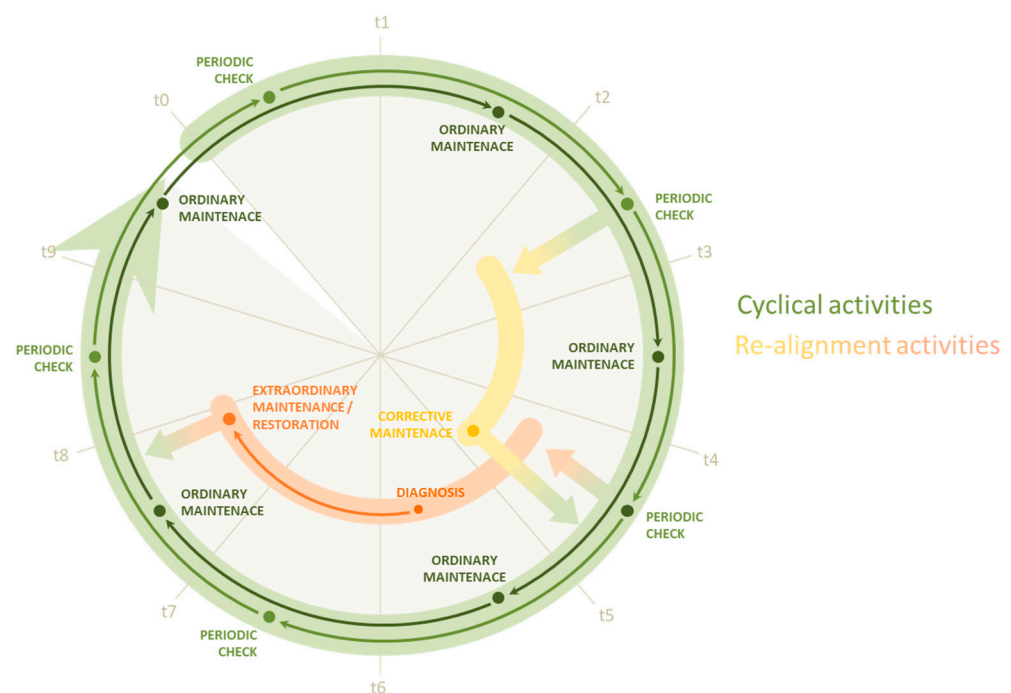 t1
PERIODIC
CHECK
t0
t2
ORDINARY
MAINTENACE
ORDINARY
MAINTENACE
PERIODIC
CHECK
t9
t3
Cyclical activities
Re-alignment activities
PERIODIC
CHECK
ORDINARY
MAINTENACE
EXTRAORDINARY
MAINTENANCE/
RESTORATION
CORRECTIVE
MAINTENACE
t8
t4
DIAGNOSIS
ORDINARY
MAINTENACE
PERIODIC
CHECK
ORDINARY
MAINTENACE
t7
t5
PERIODIC
CHECK
t6